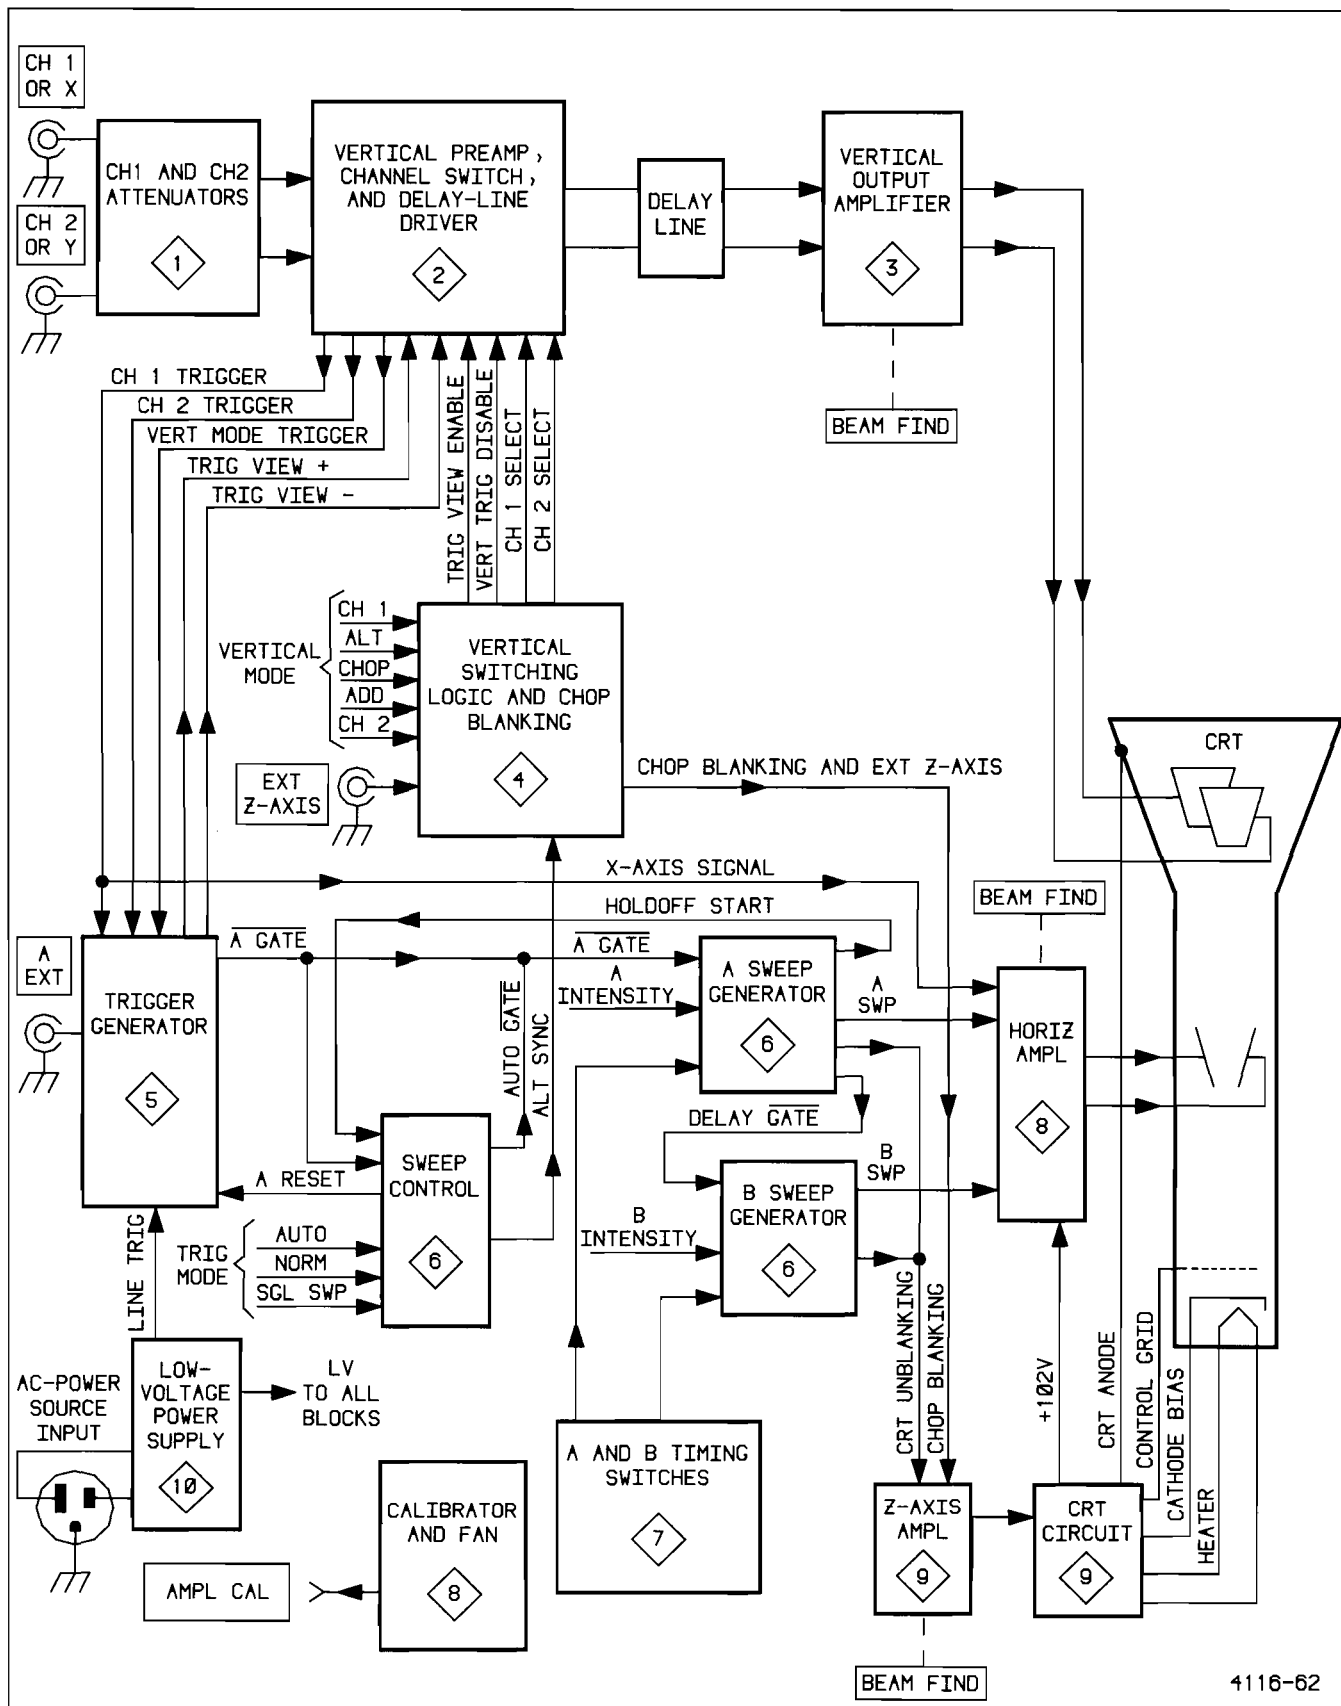 CH 1
OR X
CH1 AND CH2
ATTENUATORS
1
CH 2
OR Y
VERTICAL PREAMP,
CHANNEL SWITCH,
AND DELAY-LINE
DRIVER
2
DELAY
LINE
VERTICAL
OUTPUT
AMPLIFIER
3
BEAM FIND
CH 1 TRIGGER
CH 2 TRIGGER
VERT MODE TRIGGER
TRIG VIEW +
TRIG VIEW -
TRIG VIEW ENABLE
VERT TRIG DISABLE
CH 1 SELECT
CH 2 SELECT
VERTICAL
MODE
CH 1
ALT
CHOP
ADD
CH 2
VERTICAL
SWITCHING
LOGIC AND CHOP
BLANKING
4
EXT
Z-AXIS
CHOP BLANKING AND EXT Z-AXIS
CRT
X-AXIS SIGNAL
HOLDOFF START
BEAM FIND
A
EXT
TRIGGER
GENERATOR
5
A GATE
A GATE
A
INTENSITY
A SWEEP
GENERATOR
6
A
SWP
HORIZ
AMPL
8
AUTO GATE
ALT SYNC
DELAY GATE
SWEEP
CONTROL
6
A RESET
TRIG
MODE
AUTO
NORM
SGL SWP
B
INTENSITY
B SWEEP
GENERATOR
6
B
SWP
LINE TRIG
CRT UNBLANKING
CHOP BLANKING
+102V
CRT ANODE
CONTROL GRID
CATHODE BIAS
HEATER
AC-POWER
SOURCE
INPUT
LOW-
VOLTAGE
POWER
SUPPLY
10
LV
TO ALL
BLOCKS
A AND B TIMING
SWITCHES
7
CALIBRATOR
AND FAN
8
AMPL CAL
Z-AXIS
AMPL
9
CRT
CIRCUIT
9
BEAM FIND
4116-62